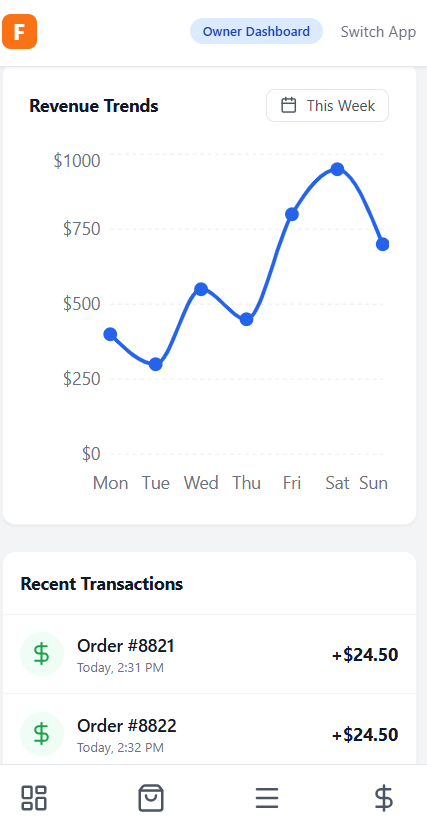 F
Owner Dashboard Switch App
Revenue Trends
This Week
$1000
$750
$500
$250
$0
Mon Tue Wed Thu Fri Sat Sun
Recent Transactions
$ Order #8821 +$24.50
Today, 2:31 PM
$ Order #8822 +$24.50
Today, 2:32 PM
$